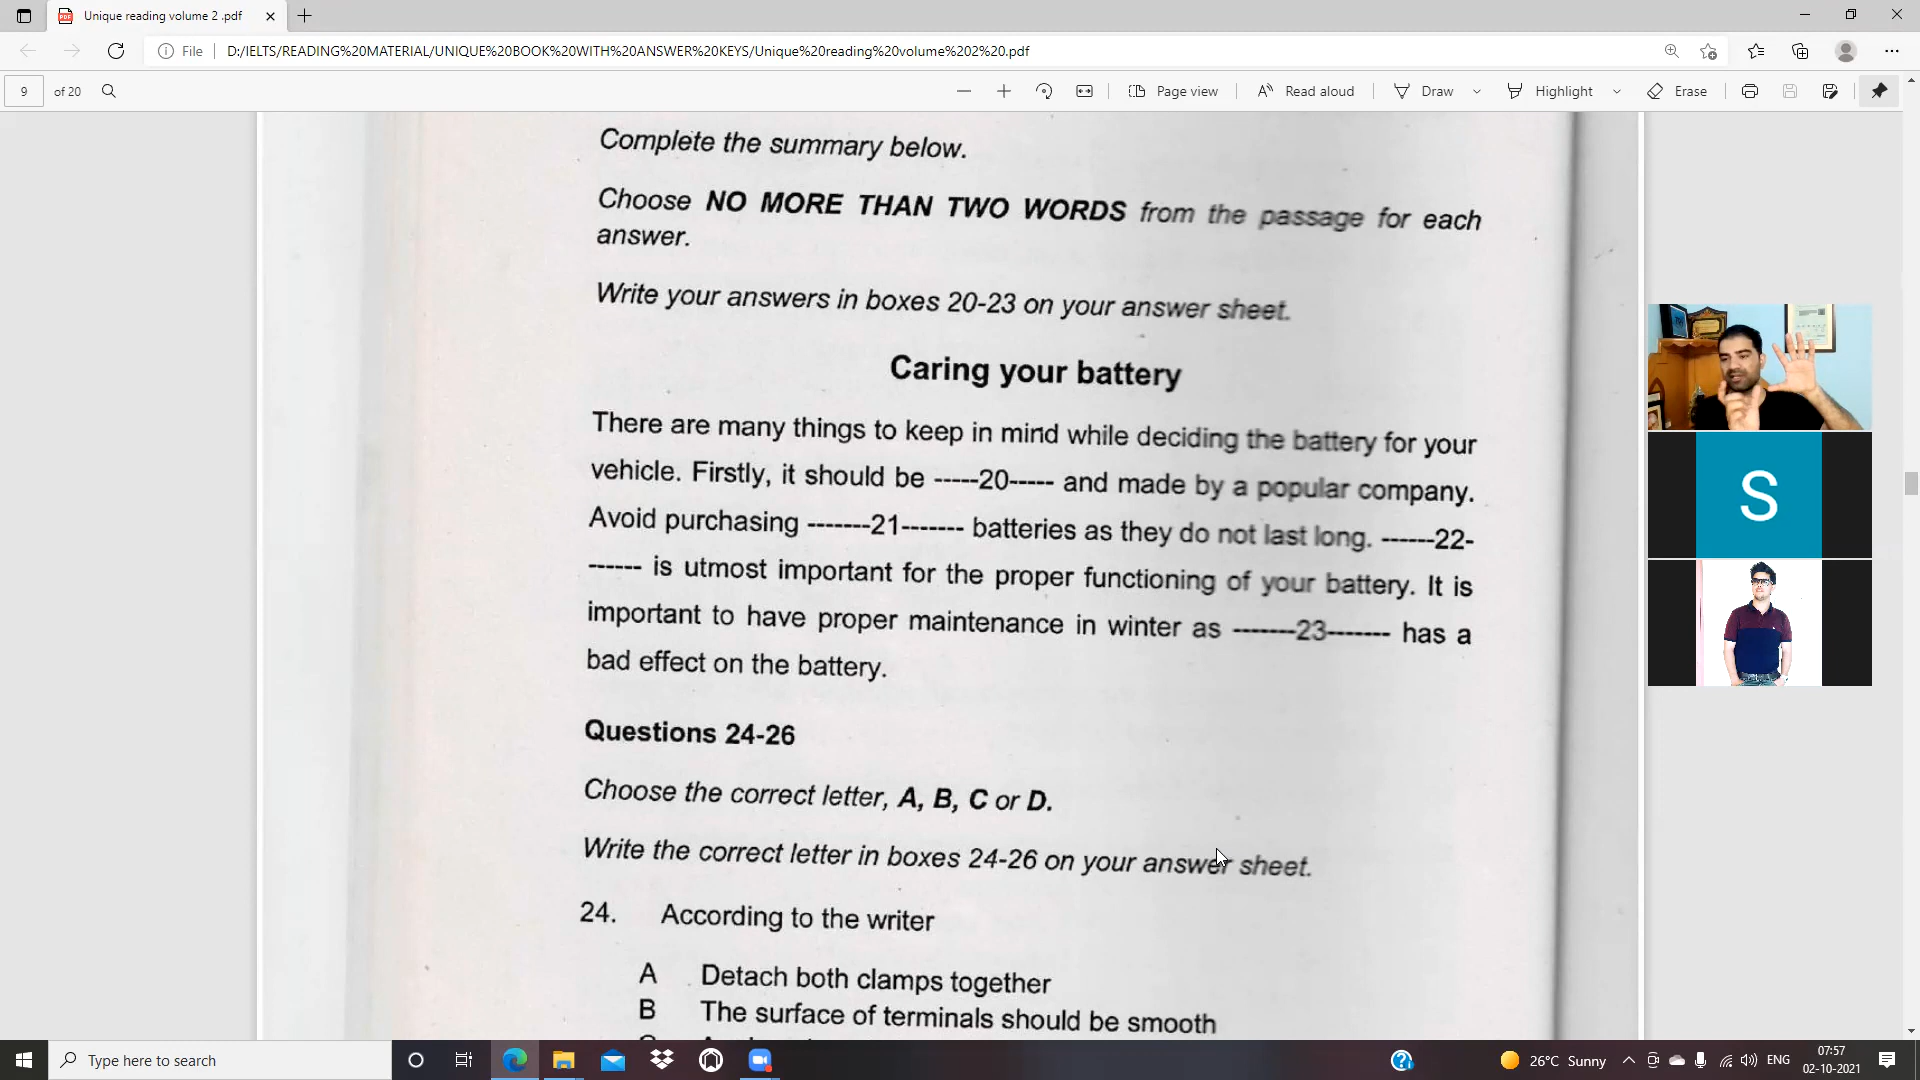 Unique reading volume 2 .pdf
File
D:/IELTS/READING%20MATERIAL/UNIQUE%20BOOK%20WITH%20ANSWER%20KEYS/Unique%20reading%20volume%202%20.pdf
9 of 20
Page view
Read aloud
Draw
Highlight
Erase
Complete the summary below.
Choose NO MORE THAN TWO WORDS from the passage for each
answer.
Write your answers in boxes 20-23 on your answer sheet.
Caring your battery
There are many things to keep in mind while deciding the battery for your
vehicle. Firstly, it should be -----20----- and made by a popular company.
Avoid purchasing -------21------- batteries as they do not last long. ------22-
------ is utmost important for the proper functioning of your battery. It is
important to have proper maintenance in winter as -------23------- has a
bad effect on the battery.
Questions 24-26
Choose the correct letter, A, B, C or D.
Write the correct letter in boxes 24-26 on your answer sheet.
24. According to the writer
A Detach both clamps together
B The surface of terminals should be smooth
S
Type here to search
26°C Sunny
ENG
07:57
02-10-2021